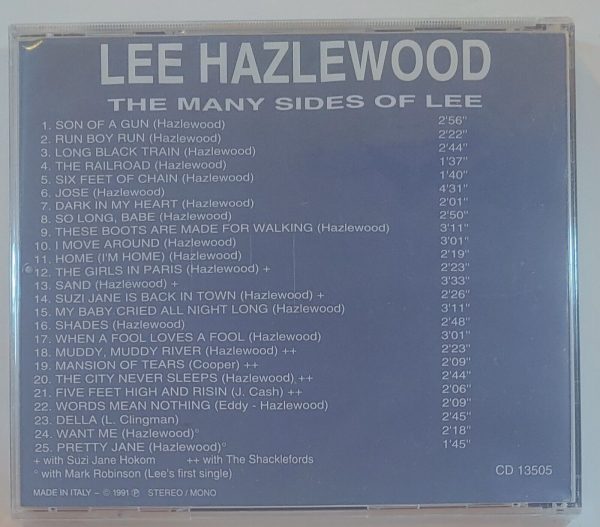 LEE HAZLEWOOD
THE MANY SIDES OF LEE
1. SON OF A GUN (Hazlewood) 2'56"
2. RUN BOY RUN (Hazlewood) 2'22"
3. LONG BLACK TRAIN (Hazlewood) 2'44"
4. THE RAILROAD (Hazlewood) 1'37"
5. SIX FEET OF CHAIN (Hazlewood) 1'40"
6. JOSE (Hazlewood) 4'31"
7. DARK IN MY HEART (Hazlewood) 2'01"
8. SO LONG, BABE (Hazlewood) 2'50"
9. THESE BOOTS ARE MADE FOR WALKING (Hazlewood) 3'11"
10. I MOVE AROUND (Hazlewood) 3'01"
11. HOME (I'M HOME) (Hazlewood) 2'19"
12. THE GIRLS IN PARIS (Hazlewood) + 2'23"
13. SAND (Hazlewood) + 3'33"
14. SUZI JANE IS BACK IN TOWN (Hazlewood) + 2'26"
15. MY BABY CRIED ALL NIGHT LONG (Hazlewood) 3'11"
16. SHADES (Hazlewood) 2'48"
17. WHEN A FOOL LOVES A FOOL (Hazlewood) 3'01"
18. MUDDY, MUDDY RIVER (Hazlewood) ++ 2'23"
19. MANSION OF TEARS (Cooper) ++ 2'09"
20. THE CITY NEVER SLEEPS (Hazlewood) ++ 2'44"
21. FIVE FEET HIGH AND RISIN (J. Cash) ++ 2'06"
22. WORDS MEAN NOTHING (Eddy - Hazlewood) 2'09"
23. DELLA (L. Clingman) 2'45"
24. WANT ME (Hazlewood)° 2'18"
25. PRETTY JANE (Hazlewood)° 1'45"
+ with Suzi Jane Hokom ++ with The Shacklefords
° with Mark Robinson (Lee's first single) CD 13505
MADE IN ITALY - © 1991 ℗ STEREO / MONO